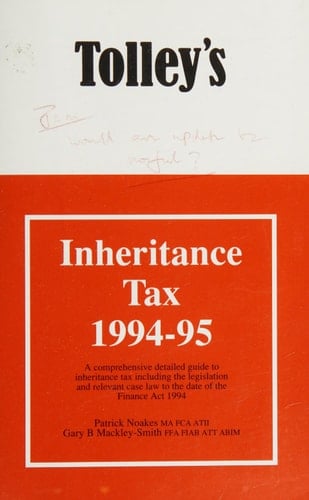 Tolley's
would an update be
useful?
Inheritance
Tax
1994-95
A comprehensive detailed guide to
inheritance tax including the legislation
and relevant case law to the date of the
Finance Act 1994
Patrick Noakes MA FCA ATII
Gary B Mackley-Smith FFA FIAB ATT ABIM